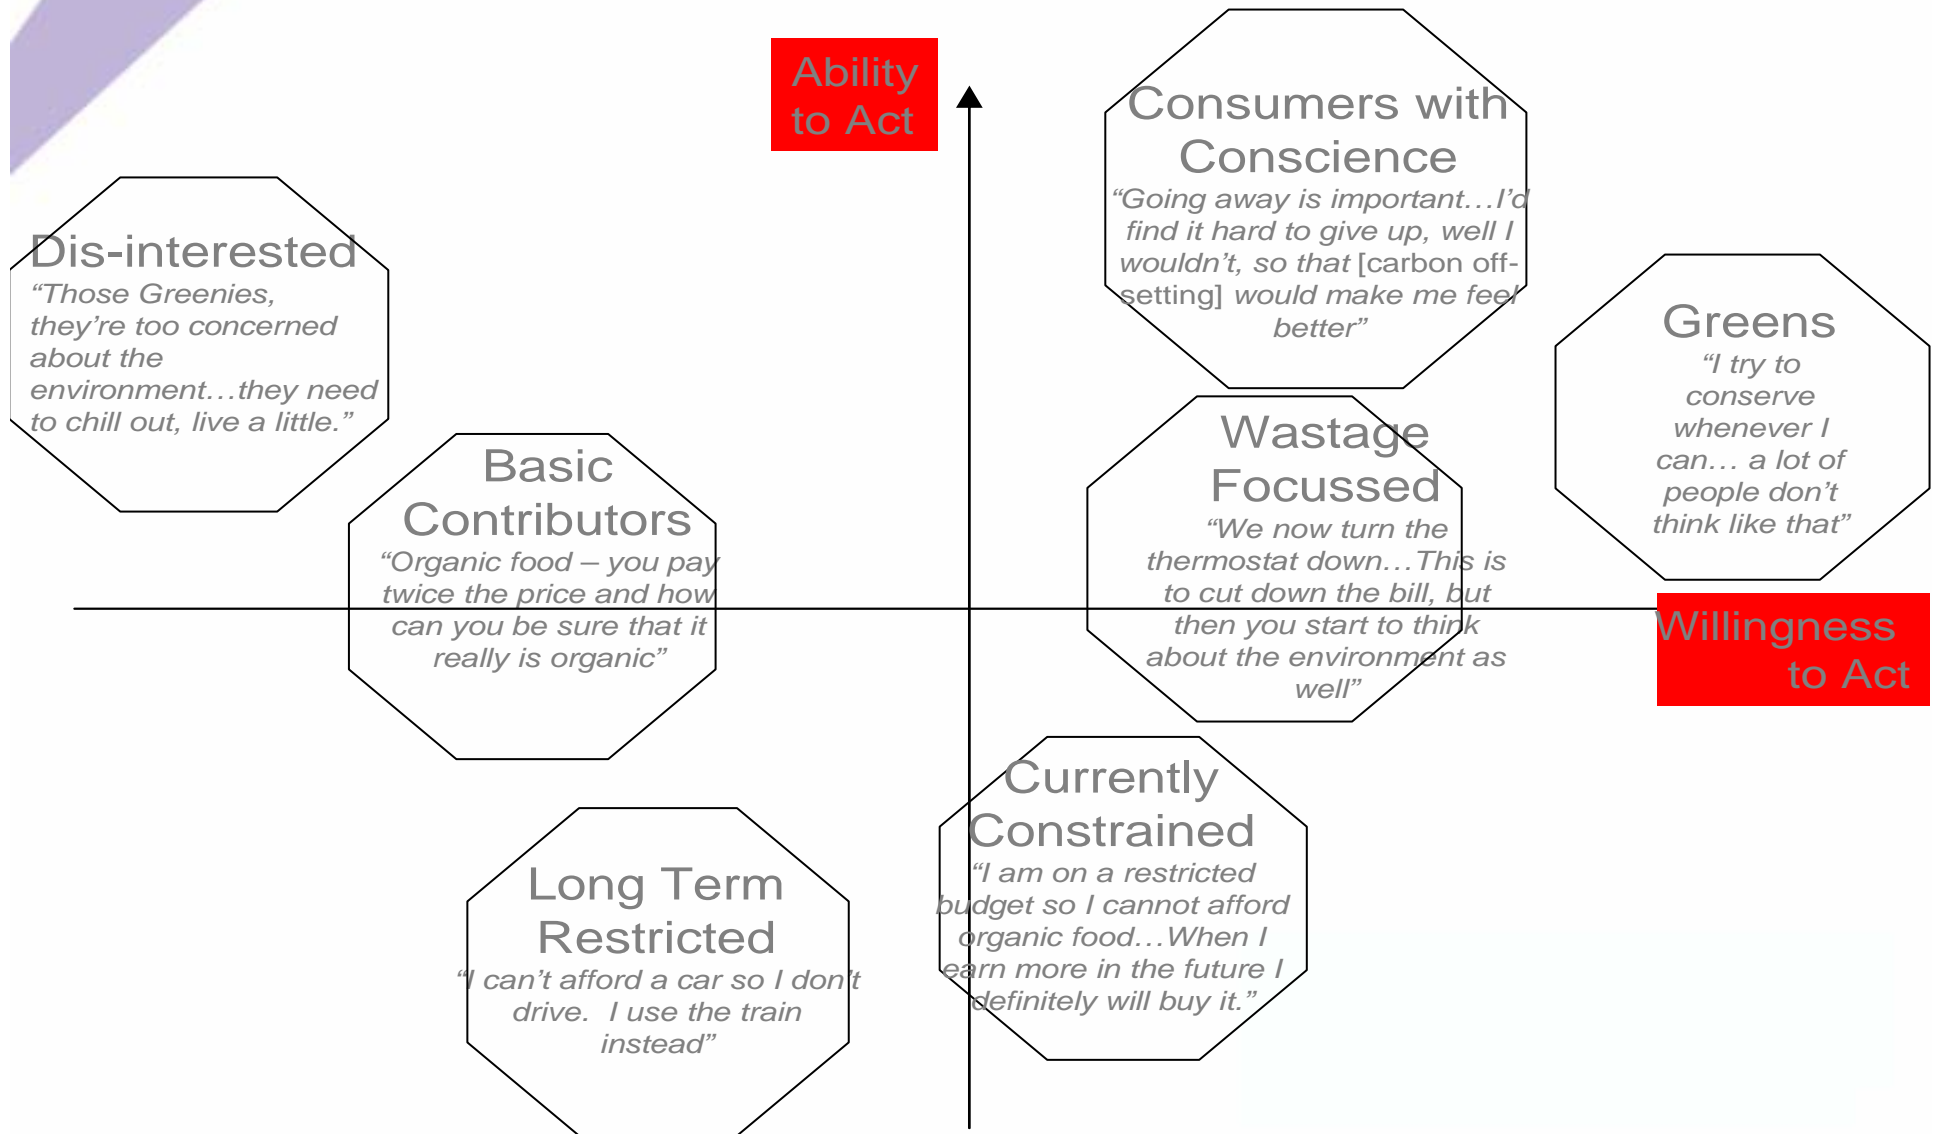 Ability
to Act
Consumers with
Conscience
“Going away is important…I’d
find it hard to give up, well I
wouldn’t, so that [carbon off-
setting] would make me feel
better”
Dis-interested
“Those Greenies,
they’re too concerned
about the
environment…they need
to chill out, live a little.”
Greens
“I try to
conserve
whenever I
can… a lot of
people don’t
think like that”
Basic
Contributors
“Organic food – you pay
twice the price and how
can you be sure that it
really is organic”
Wastage
Focussed
“We now turn the
thermostat down…This is
to cut down the bill, but
then you start to think
about the environment as
well”
Willingness
to Act
Long Term
Restricted
“I can’t afford a car so I don’t
drive.  I use the train
instead”
Currently
Constrained
“I am on a restricted
budget so I cannot afford
organic food…When I
earn more in the future I
definitely will buy it.”